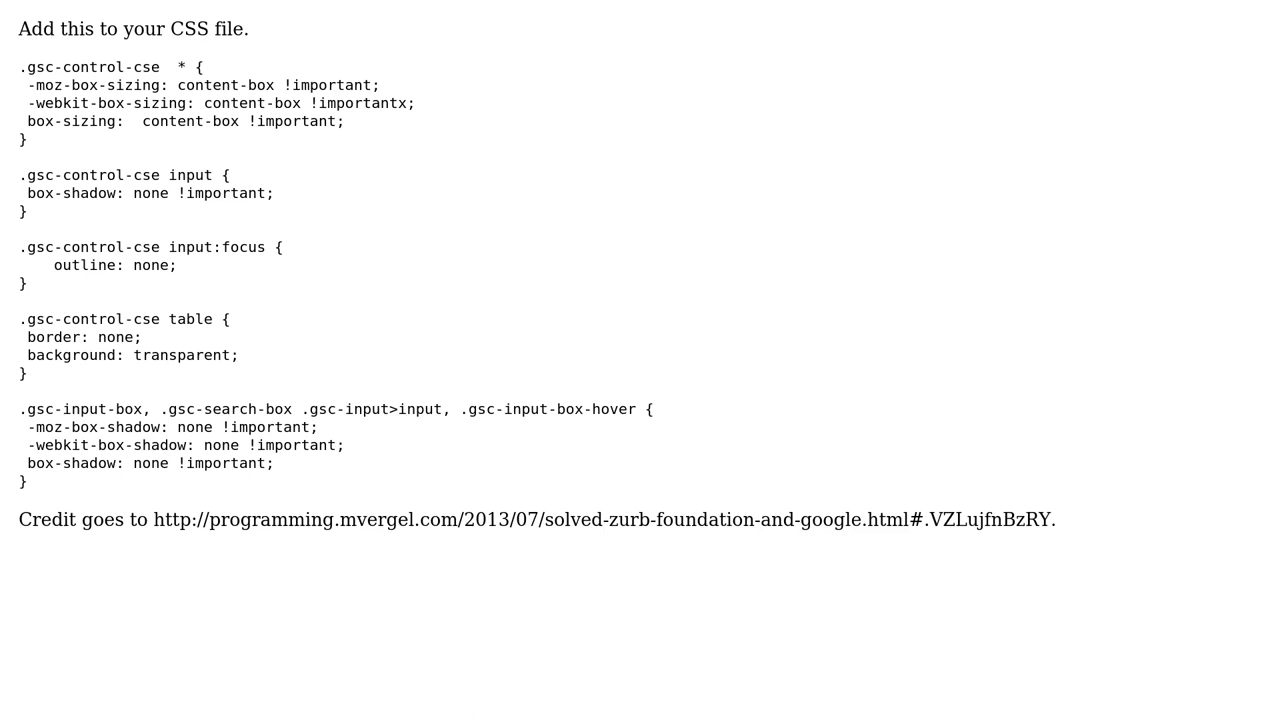 Add this to your CSS file.
.gsc-control-cse  * {
 -moz-box-sizing: content-box !important;
 -webkit-box-sizing: content-box !importantx;
 box-sizing:  content-box !important;
}
.gsc-control-cse input {
 box-shadow: none !important;
}
.gsc-control-cse input:focus {
    outline: none;
}
.gsc-control-cse table {
 border: none;
 background: transparent;
}
.gsc-input-box, .gsc-search-box .gsc-input>input, .gsc-input-box-hover {
 -moz-box-shadow: none !important;
 -webkit-box-shadow: none !important;
 box-shadow: none !important;
}
Credit goes to http://programming.mvergel.com/2013/07/solved-zurb-foundation-and-google.html#.VZLujfnBzRY.